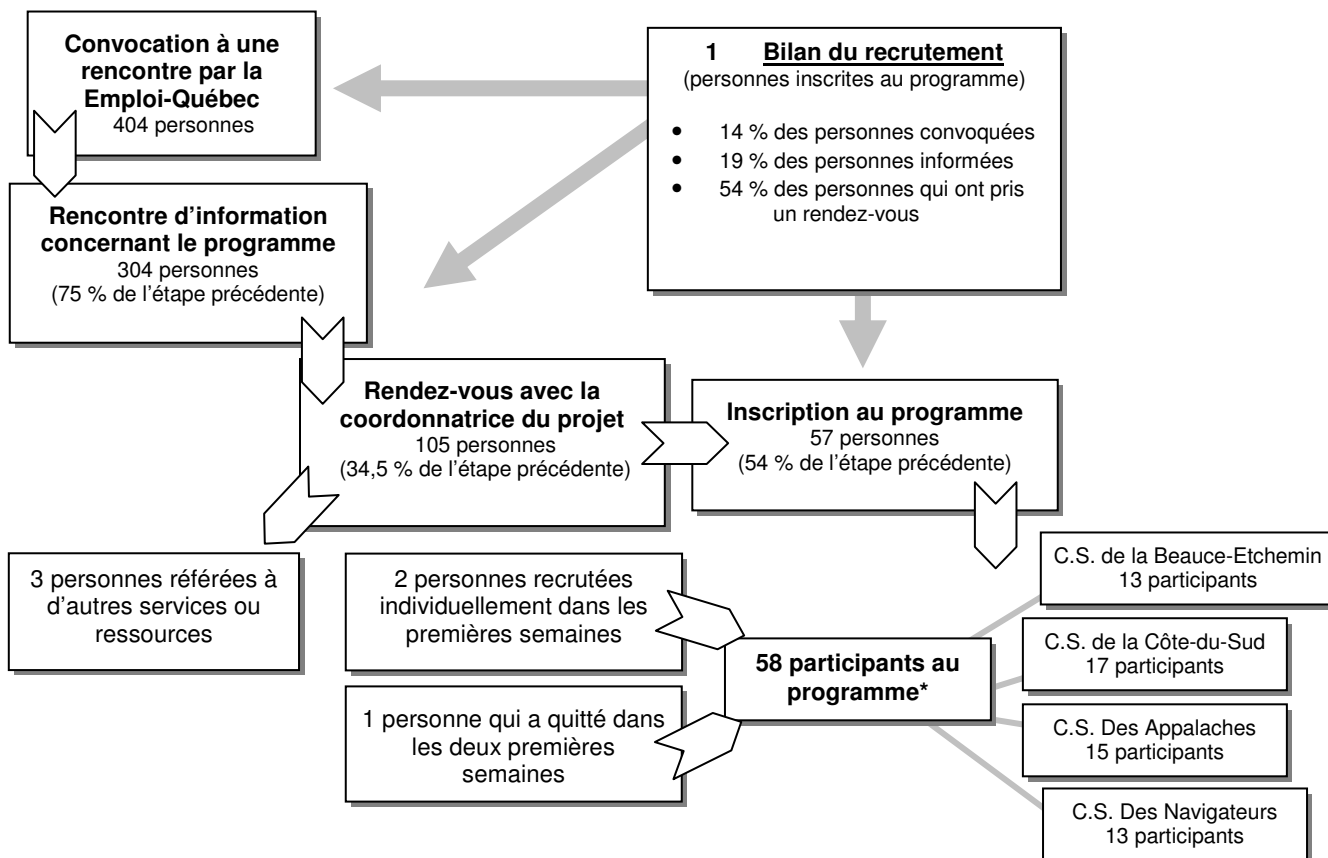 Convocation à une
rencontre par la
Emploi-Québec
404 personnes
1 Bilan du recrutement
(personnes inscrites au programme)
• 14 % des personnes convoquées
• 19 % des personnes informées
• 54 % des personnes qui ont pris
un rendez-vous
Rencontre d’information
concernant le programme
304 personnes
(75 % de l’étape précédente)
Rendez-vous avec la
coordonnatrice du projet
105 personnes
(34,5 % de l’étape précédente)
Inscription au programme
57 personnes
(54 % de l’étape précédente)
3 personnes référées à
d’autres services ou
ressources
2 personnes recrutées
individuellement dans les
premières semaines
1 personne qui a quitté dans
les deux premières
semaines
58 participants au
programme*
C.S. de la Beauce-Etchemin
13 participants
C.S. de la Côte-du-Sud
17 participants
C.S. Des Appalaches
15 participants
C.S. Des Navigateurs
13 participants